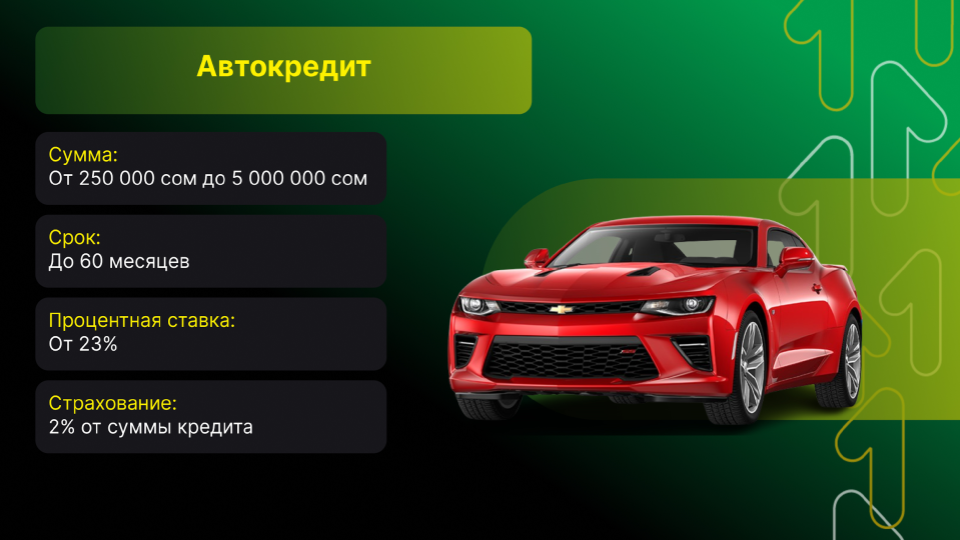 Автокредит
Сумма:
От 250 000 сом до 5 000 000 сом
Срок:
До 60 месяцев
Процентная ставка:
От 23%
Страхование:
2% от суммы кредита